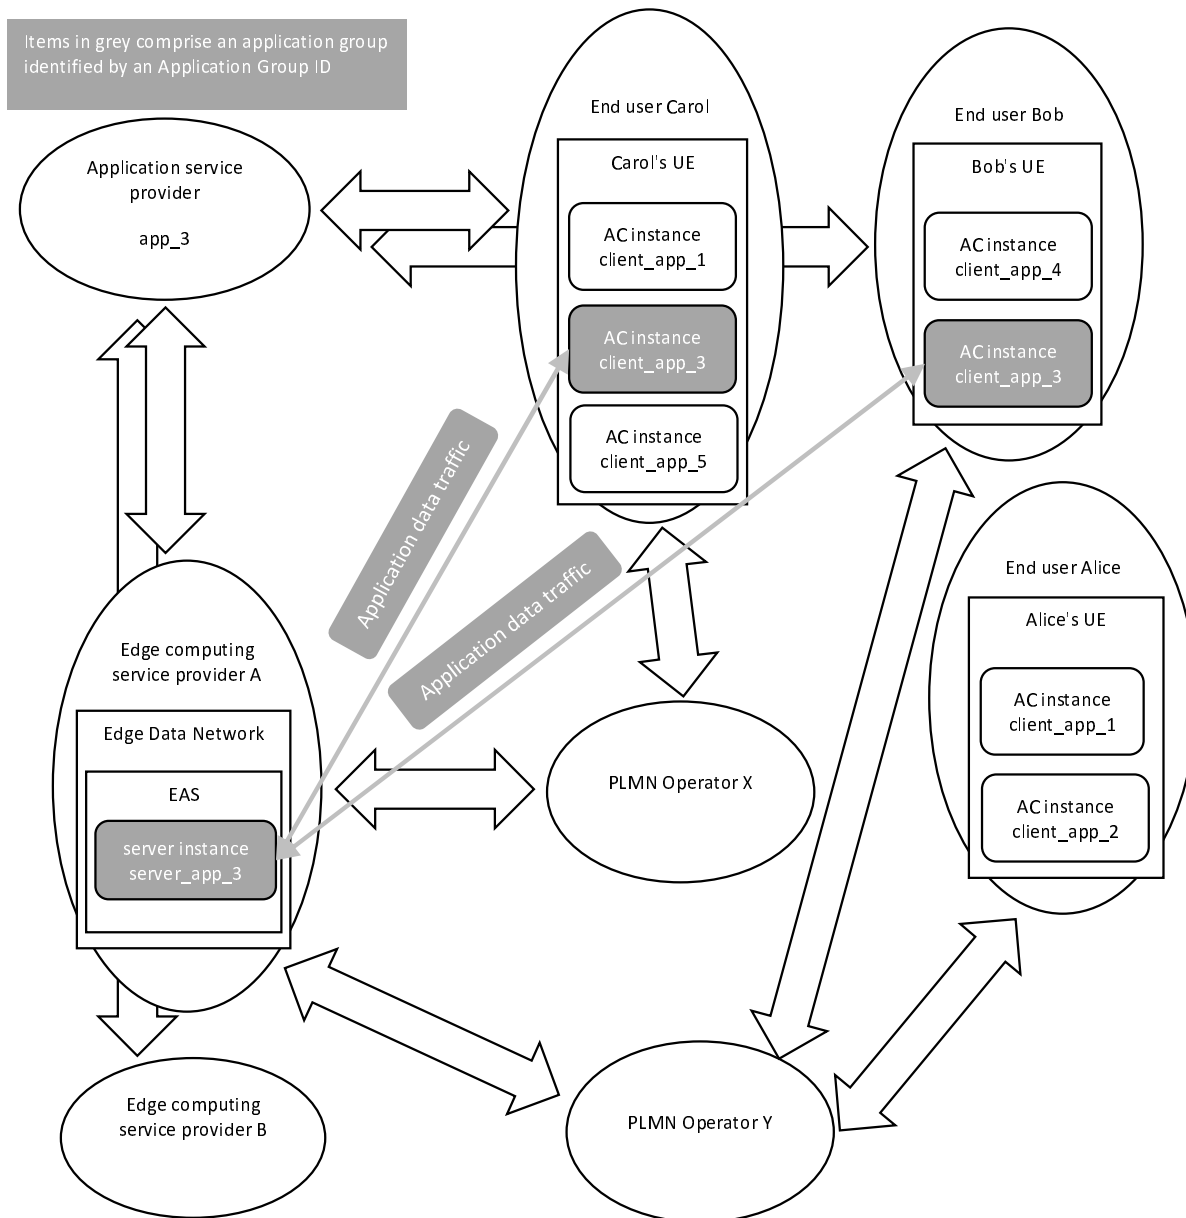 Items in grey comprise an application group
identified by an Application Group ID
Application service
provider
app_3
End user Carol
Carol's UE
AC instance
client_app_1
AC instance
client_app_3
AC instance
client_app_5
End user Bob
Bob's UE
AC instance
client_app_4
AC instance
client_app_3
Application data traffic
Application data traffic
End user Alice
Alice's UE
AC instance
client_app_1
AC instance
client_app_2
Edge computing
service provider A
Edge Data Network
EAS
server instance
server_app_3
PLMN Operator X
Edge computing
service provider B
PLMN Operator Y